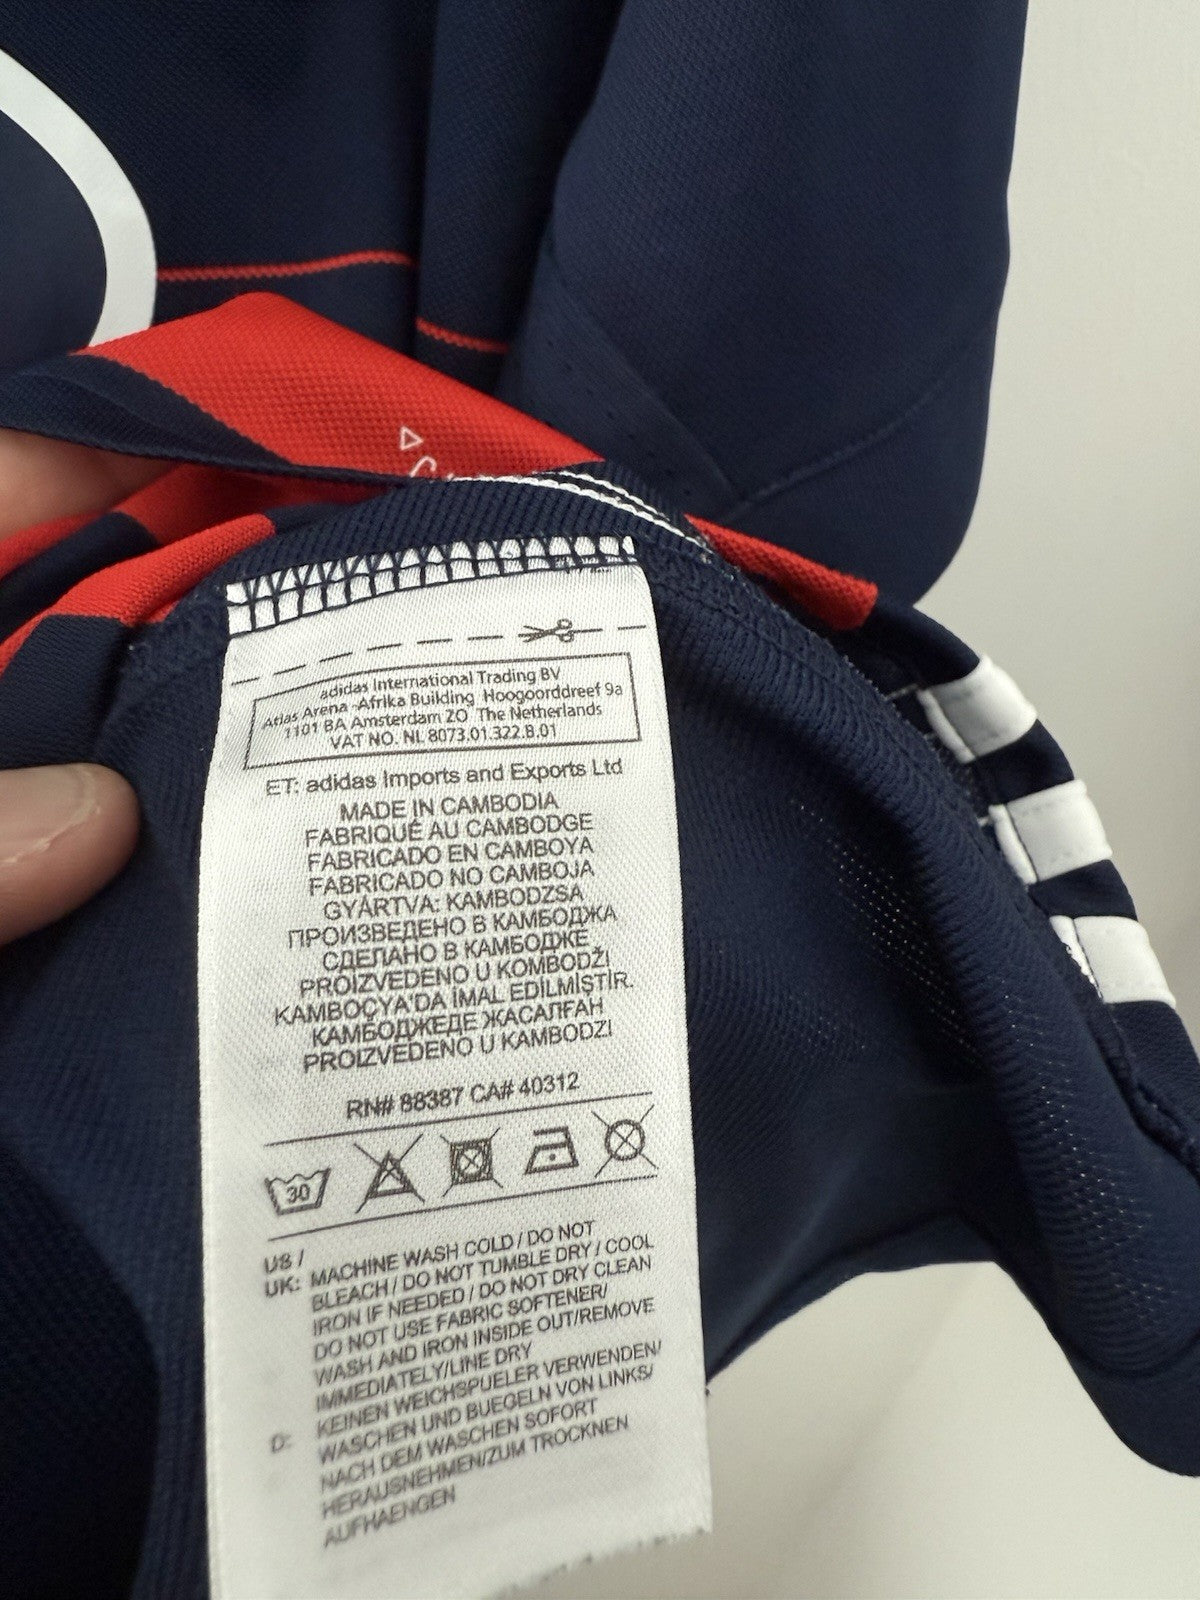 adidas International Trading BV
Atlas Arena -Afrika Building Hoogoorddreef 9a
1101 BA Amsterdam ZO The Netherlands
VAT NO. NL 8073.01.322.B.01
ET: adidas Imports and Exports Ltd
MADE IN CAMBODIA
FABRIQUÉ AU CAMBODGE
FABRICADO EN CAMBOYA
FABRICADO NO CAMBOJA
GYÁRTVA: KAMBODZSA
ПРОИЗВЕДЕНО В КАМБОДЖА
СДЕЛАНО В КАМБОДЖЕ
PROIZVEDENO U KOMBODŽI
KAMBOÇYA'DA İMAL EDİLMİŞTİR.
КАМБОДЖЕДЕ ЖАСАЛҒАН
PROIZVEDENO U KAMBODZI
RN# 88387 CA# 40312
30
US /
UK: MACHINE WASH COLD / DO NOT
BLEACH / DO NOT TUMBLE DRY / COOL
IRON IF NEEDED / DO NOT DRY CLEAN
DO NOT USE FABRIC SOFTENER/
WASH AND IRON INSIDE OUT/REMOVE
IMMEDIATELY/LINE DRY
D: KEINEN WEICHSPUELER VERWENDEN/
WASCHEN UND BUEGELN VON LINKS/
NACH DEM WASCHEN SOFORT
HERAUSNEHMEN/ZUM TROCKNEN
AUFHAENGEN